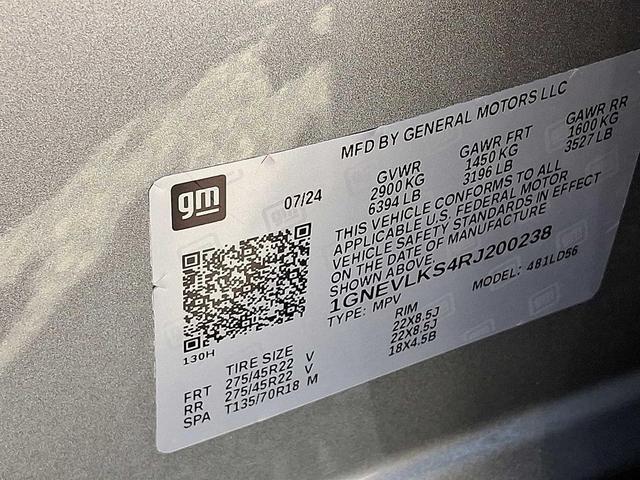 MFD BY GENERAL MOTORS LLC
gm
07/24
GVWR GAWR FRT GAWR RR
2900 KG 1450 KG 1600 KG
6394 LB 3196 LB 3527 LB
THIS VEHICLE CONFORMS TO ALL
APPLICABLE U.S. FEDERAL MOTOR
VEHICLE SAFETY STANDARDS IN EFFECT
ON THE DATE OF MANUFACTURE
SHOWN ABOVE.
1GNEVLKS4RJ200238
TYPE: MPV MODEL: 481LD56
130H
TIRE SIZE RIM
FRT 275/45R22 V 22X8.5J
RR 275/45R22 V 22X8.5J
SPA T135/70R18 M 18X4.5B